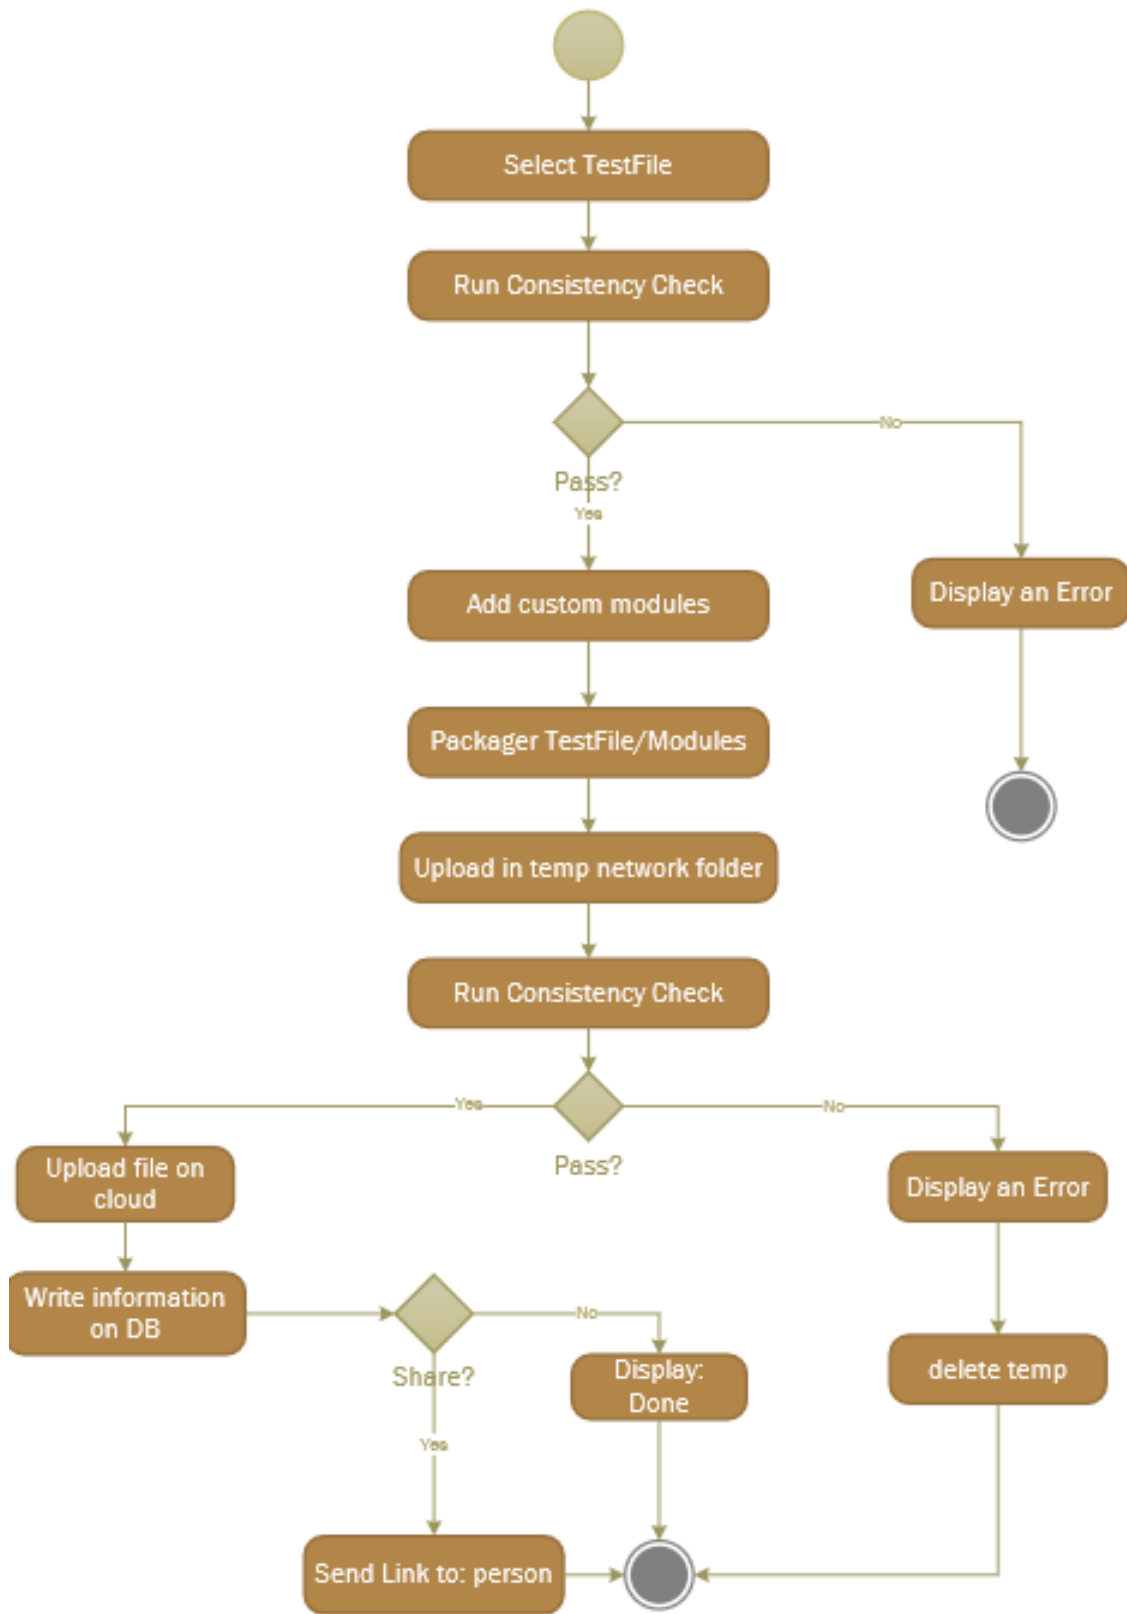 Select TestFile
Run Consistency Check
No
Pass?
Yes
Display an Error
Add custom modules
Packager TestFile/Modules
Upload in temp network folder
Run Consistency Check
Yes
No
Pass?
Upload file on
cloud
Display an Error
Write information
on DB
No
Share?
Display:
Done
delete temp
Yes
Send Link to: person